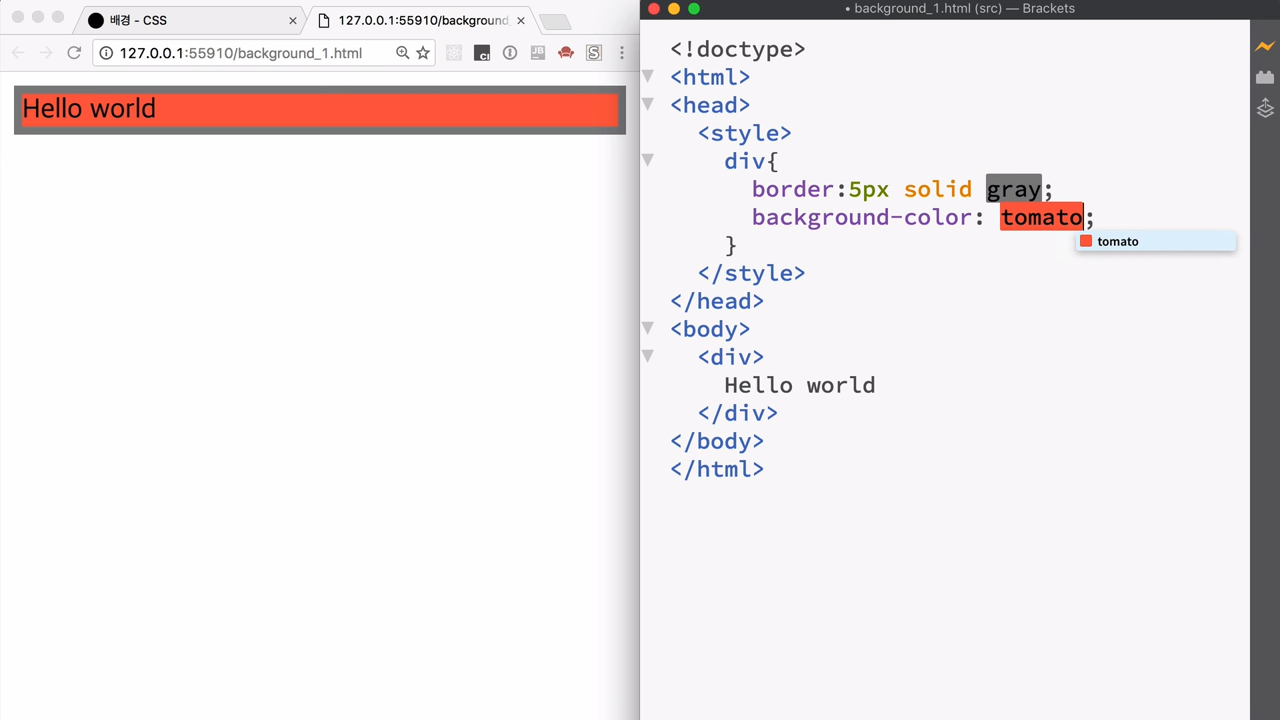 배경 - CSS
127.0.0.1:55910/background
127.0.0.1:55910/background_1.html
Hello world
• background_1.html (src) — Brackets
<!doctype>
<html>
<head>
<style>
div{
border:5px solid gray;
background-color: tomato;
tomato
}
</style>
</head>
<body>
<div>
Hello world
</div>
</body>
</html>